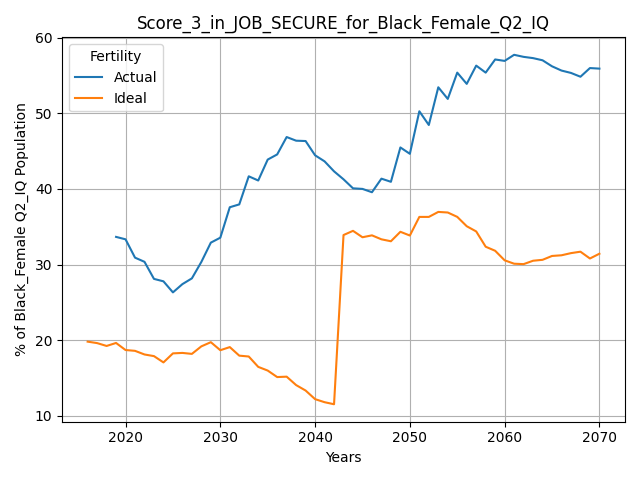 Score_3_in_JOB_SECURE_for_Black_Female_Q2_IQ
Fertility
Actual
Ideal
% of Black_Female Q2_IQ Population
60
50
40
30
20
10
2020 2030 2040 2050 2060 2070
Years